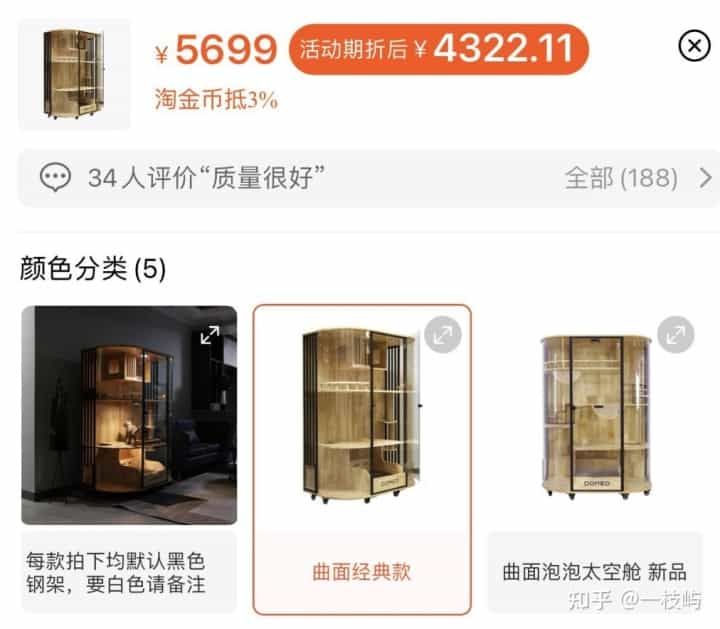 ¥5699 活动期折后¥4322.11
淘金币抵3%
34人评价“质量很好” 全部 (188)
颜色分类 (5)
DOMEO
每款拍下均默认黑色
钢架，要白色请备注
曲面经典款
曲面泡泡太空舱 新品
知乎 @一枝屿